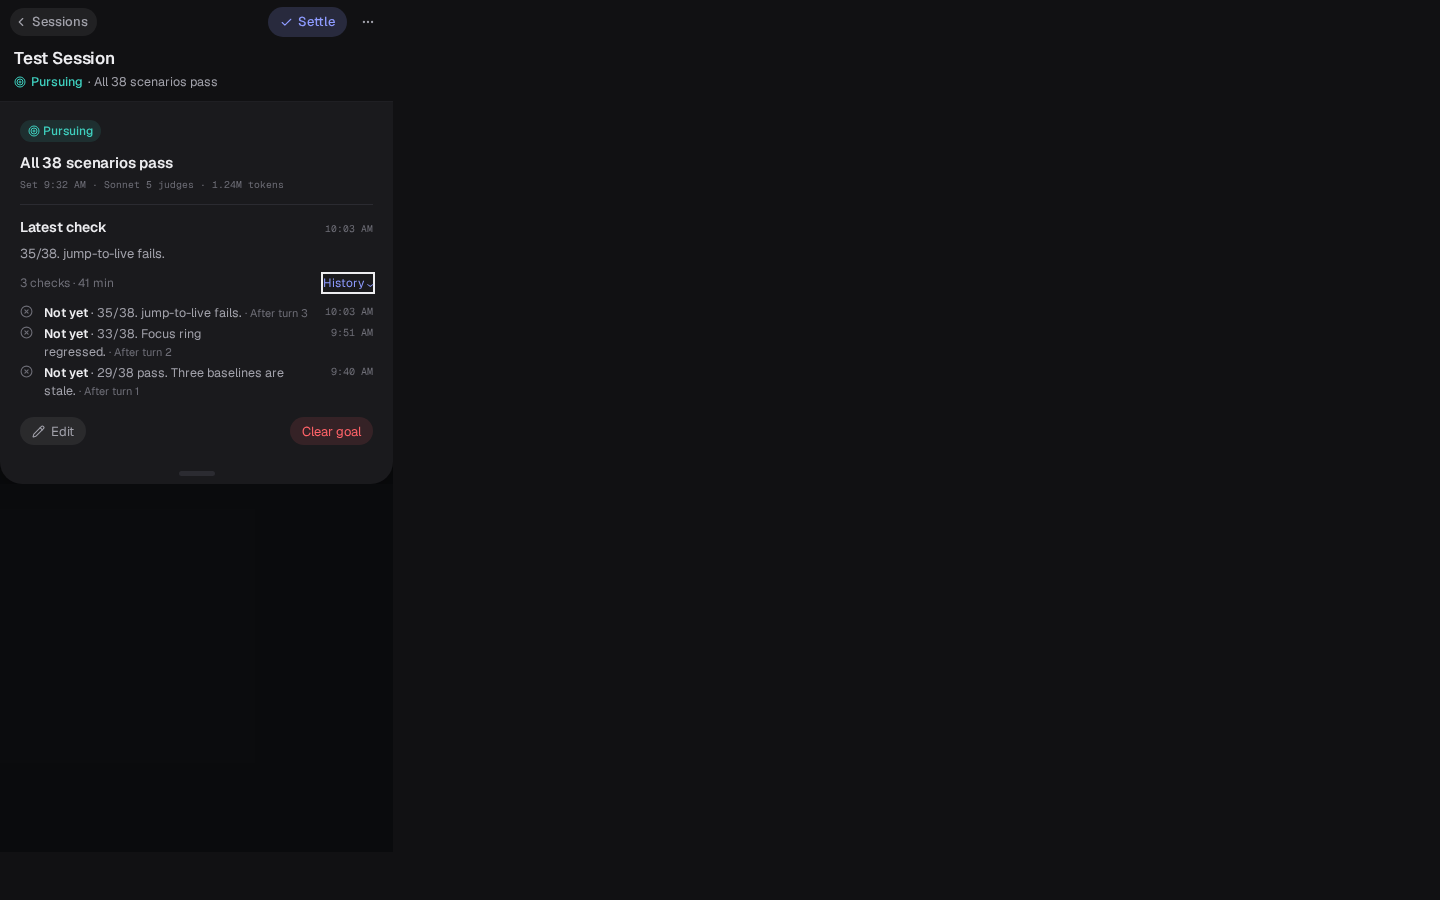 Sessions
Settle
Test Session
Pursuing · All 38 scenarios pass
Pursuing
All 38 scenarios pass
Set 9:32 AM · Sonnet 5 judges · 1.24M tokens
Latest check 10:03 AM
35/38. jump-to-live fails.
3 checks · 41 min History
Not yet · 35/38. jump-to-live fails. · After turn 3 10:03 AM
Not yet · 33/38. Focus ring 9:51 AM
regressed. · After turn 2
Not yet · 29/38 pass. Three baselines are 9:40 AM
stale. · After turn 1
Edit
Clear goal